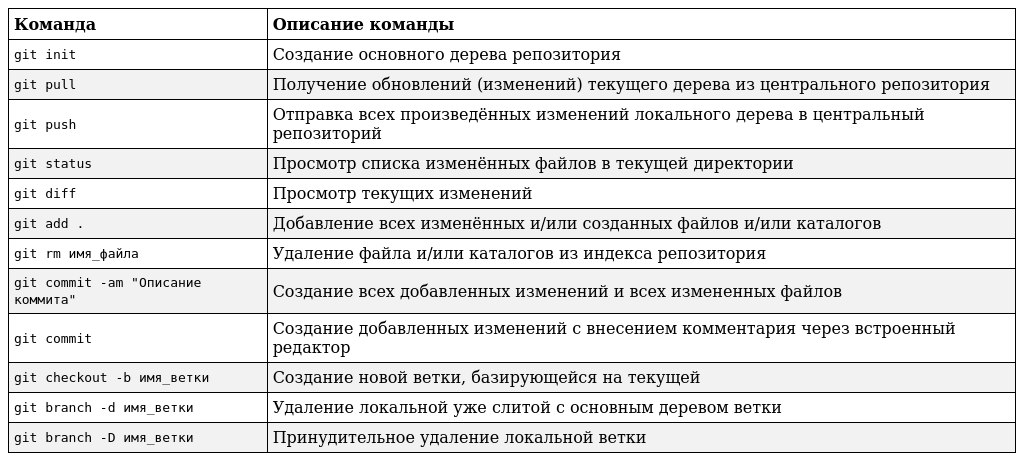 Команда Описание команды
git init Создание основного дерева репозитория
git pull Получение обновлений (изменений) текущего дерева из центрального репозитория
git push Отправка всех произведённых изменений локального дерева в центральный
репозиторий
git status Просмотр списка изменённых файлов в текущей директории
git diff Просмотр текущих изменений
git add . Добавление всех изменённых и/или созданных файлов и/или каталогов
git rm имя_файла Удаление файла и/или каталогов из индекса репозитория
git commit -am "Описание
коммита" Создание всех добавленных изменений и всех измененных файлов
git commit Создание добавленных изменений с внесением комментария через встроенный
редактор
git checkout -b имя_ветки Создание новой ветки, базирующейся на текущей
git branch -d имя_ветки Удаление локальной уже слитой с основным деревом ветки
git branch -D имя_ветки Принудительное удаление локальной ветки